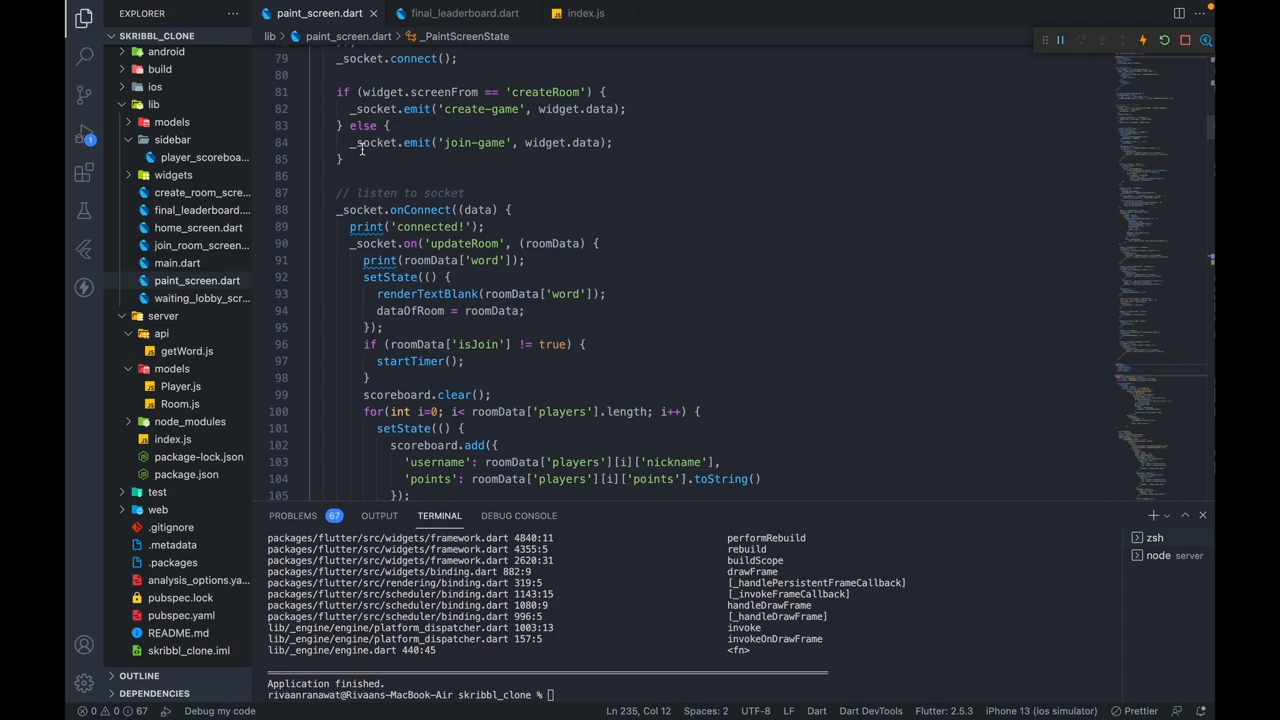 EXPLORER
SKRIBBL_CLONE
android
build
ios
lib
models
sidebar
player_scoreboa...
widgets
create_room_scre...
final_leaderboard....
join_room_screen...
main.dart
paint_screen.dart
waiting_lobby_scr...
server
api
getWord.js
models
Player.js
Room.js
node_modules
index.js
package-lock.json
package.json
test
web
.gitignore
.metadata
.packages
analysis_options.ya...
pubspec.lock
pubspec.yaml
README.md
skribbl_clone.iml
OUTLINE
DEPENDENCIES
paint_screen.dart
final_leaderboard.dart
index.js
lib > paint_screen.dart > _PaintScreenState
79 _socket.connect();
80
81 if (widget.screenFrom == 'createRoom') {
82 _socket.emit('create-game', widget.data);
83 } else {
84 _socket.emit('join-game', widget.data);
85 }
86
87 // listen to socket
88 _socket.onConnect((data) {
89 print('connected!');
90 _socket.on('updateRoom', (roomData) {
91 print(roomData['word']);
92 setState(() {
93 renderTextBlank(roomData['word']);
94 dataOfRoom = roomData;
95 });
96 if (roomData['isJoin'] != true) {
97 startTimer();
98 }
99 scoreboard.clear();
100 for(int i=0; i< roomData['players'].length; i++) {
101 setState(() {
102 scoreboard.add({
103 'username': roomData['players'][i]['nickname'],
104 'points': roomData['players'][i]['points'].toString()
105 });
PROBLEMS 67 OUTPUT TERMINAL DEBUG CONSOLE
packages/flutter/src/widgets/framework.dart 4840:11 performRebuild
packages/flutter/src/widgets/framework.dart 4355:5 rebuild
packages/flutter/src/widgets/framework.dart 2620:31 buildScope
packages/flutter/src/widgets/binding.dart 882:9 drawFrame
packages/flutter/src/rendering/binding.dart 319:5 [_handlePersistentFrameCallback]
packages/flutter/src/scheduler/binding.dart 1143:15 [_invokeFrameCallback]
packages/flutter/src/scheduler/binding.dart 1080:9 handleDrawFrame
packages/flutter/src/scheduler/binding.dart 996:5 [_handleDrawFrame]
lib/_engine/engine/platform_dispatcher.dart 1003:13 invoke
lib/_engine/engine/platform_dispatcher.dart 157:5 invokeOnDrawFrame
lib/_engine/engine.dart 440:45 <fn>
Application finished.
rivaanranawat@Rivaans-MacBook-Air skribbl_clone %
zsh
node server
0 0 67 Debug my code Ln 235, Col 12 Spaces: 2 UTF-8 LF Dart Dart DevTools Flutter: 2.5.3 iPhone 13 (ios simulator) Prettier